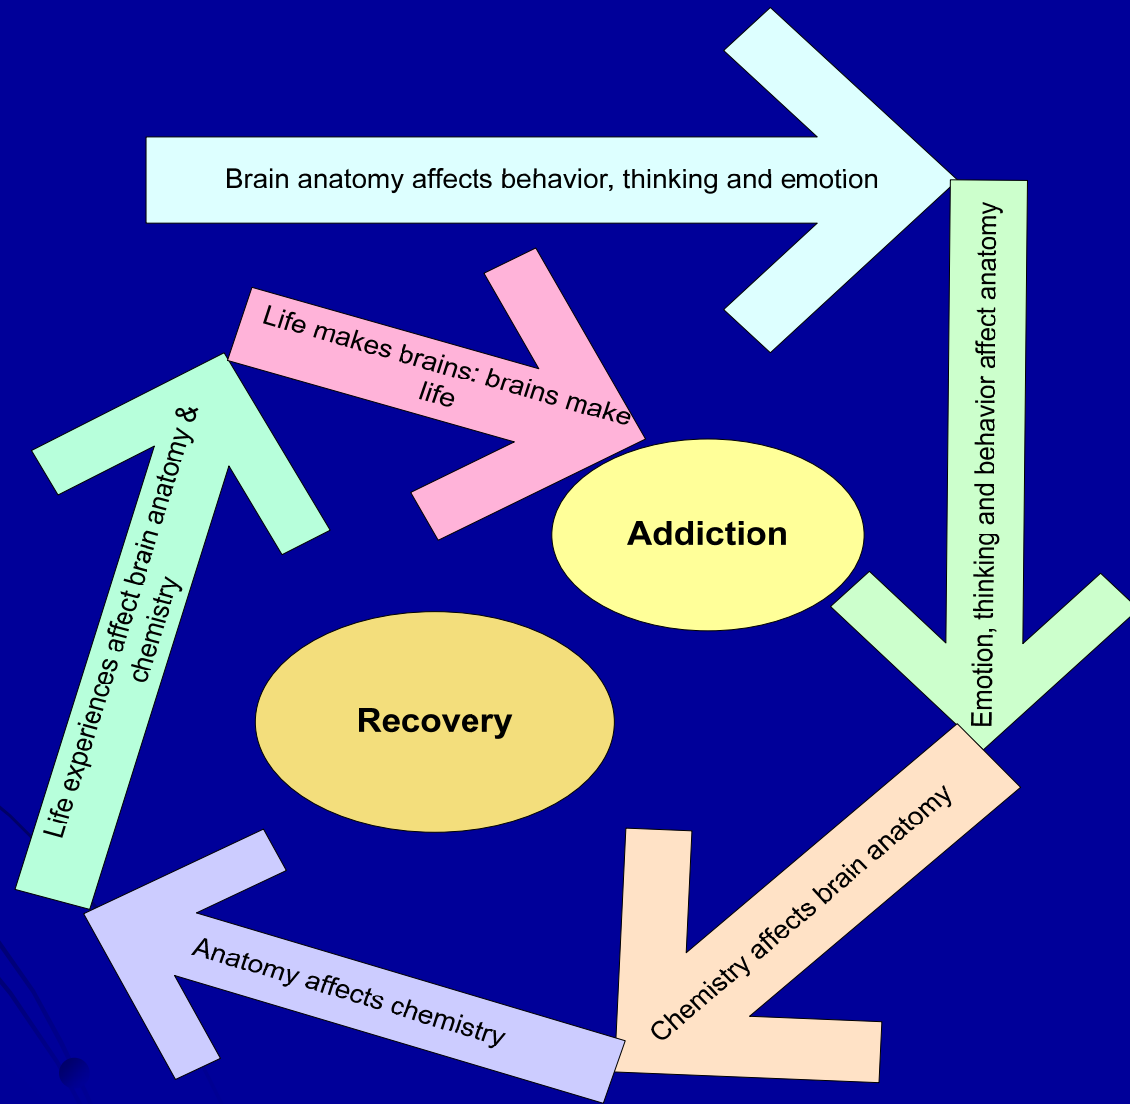 Brain anatomy affects behavior, thinking and emotion
Emotion, thinking and behavior affect anatomy
Chemistry affects brain anatomy
Anatomy affects chemistry
Life experiences affect brain anatomy &
chemistry
Life makes brains: brains make
life
Addiction
Recovery